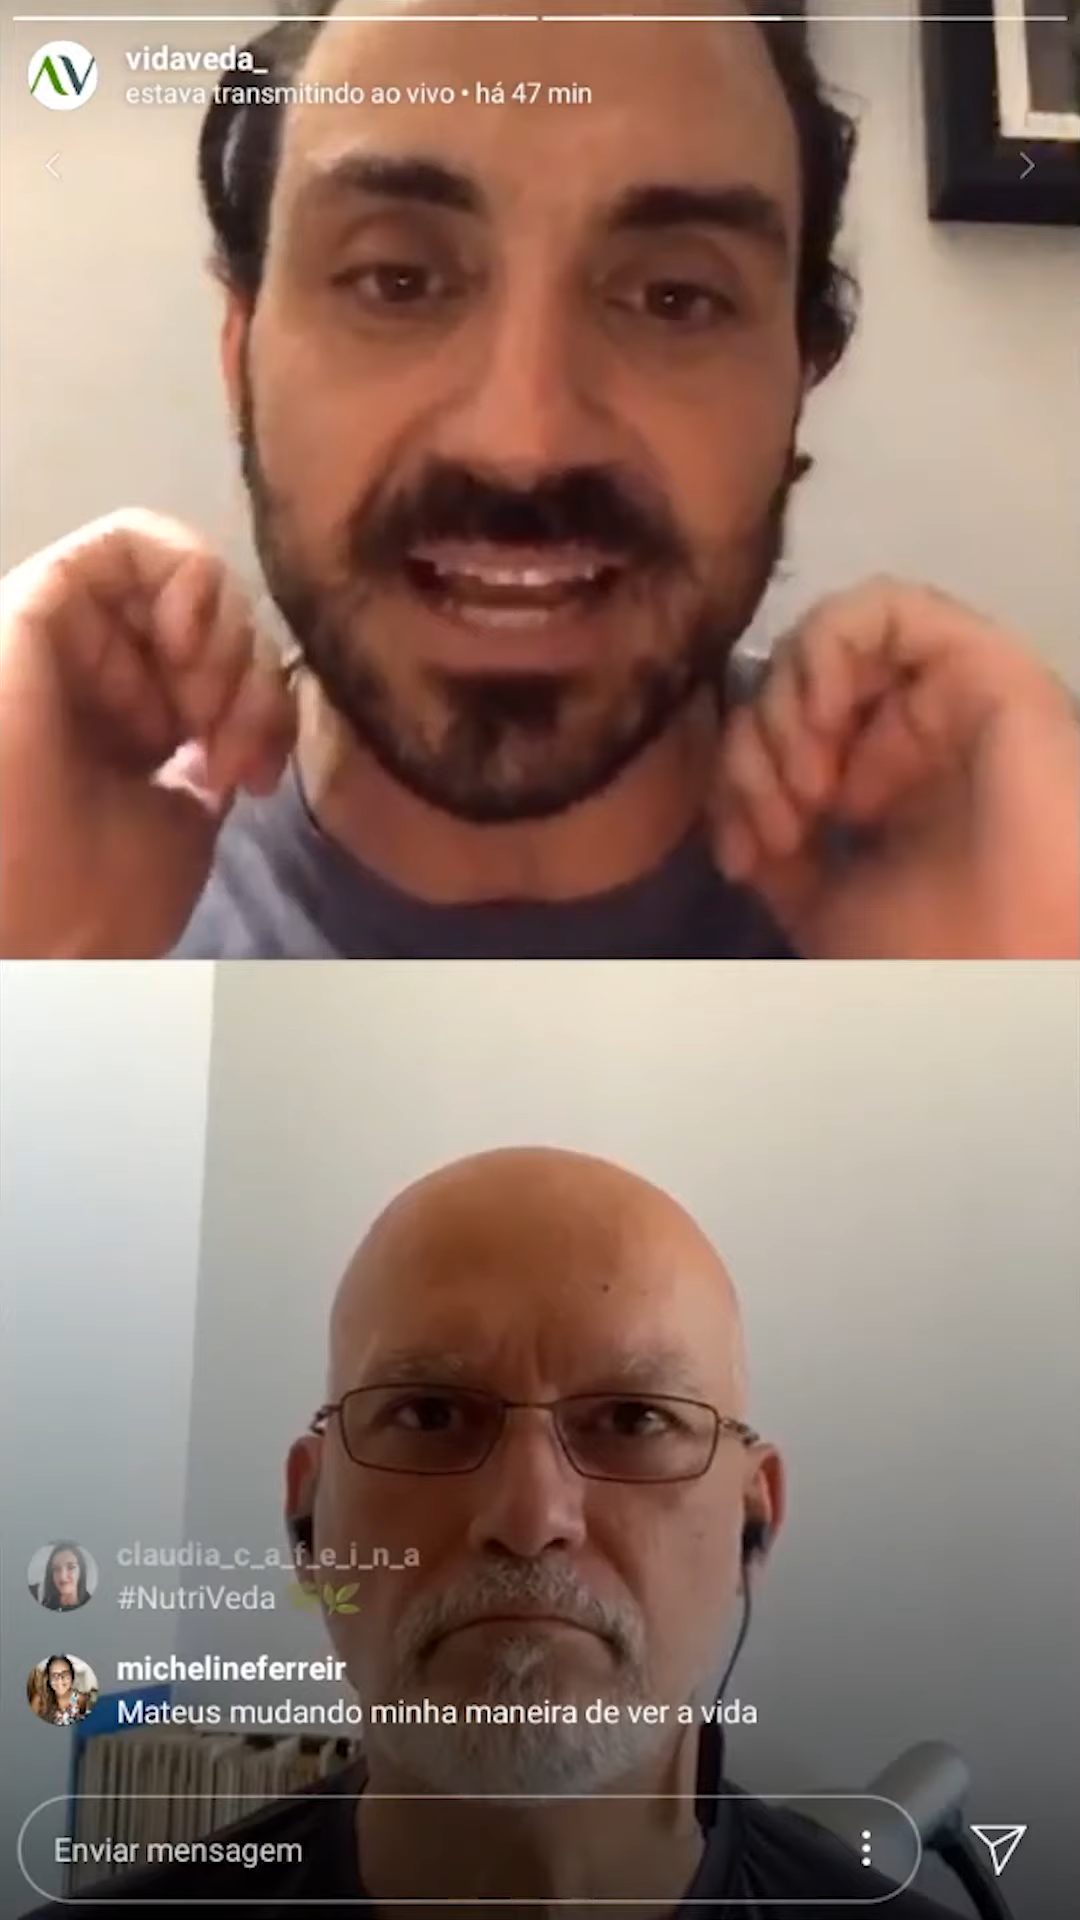 vidaveda_
estava transmitindo ao vivo • há 47 min
claudia_c_a_f_e_i_n_a
#NutriVeda 🌿🌿
michelineferreir
Mateus mudando minha maneira de ver a vida
Enviar mensagem